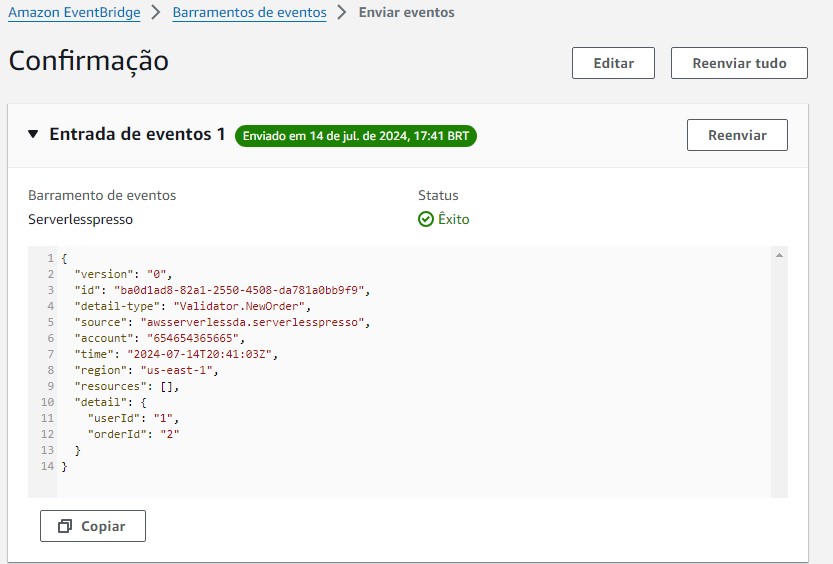 Amazon EventBridge > Barramentos de eventos > Enviar eventos
Confirmação
Editar
Reenviar tudo
Entrada de eventos 1 Enviado em 14 de jul. de 2024, 17:41 BRT
Reenviar
Barramento de eventos
Serverlesspresso
Status
Êxito
1 {
2 "version": "0",
3 "id": "ba0d1ad8-82a1-2550-4508-da781a0bb9f9",
4 "detail-type": "Validator.NewOrder",
5 "source": "awsserverlessda.serverlesspresso",
6 "account": "654654365665",
7 "time": "2024-07-14T20:41:03Z",
8 "region": "us-east-1",
9 "resources": [],
10 "detail": {
11 "userId": "1",
12 "orderId": "2"
13 }
14 }
Copiar